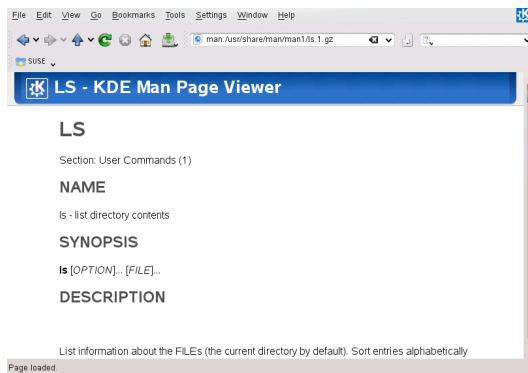 File Edit View Go Bookmarks Tools Settings Window Help
man:/usr/share/man/man1/ls.1.gz
SUSE
LS - KDE Man Page Viewer
LS
Section: User Commands (1)
NAME
ls - list directory contents
SYNOPSIS
ls [OPTION]... [FILE]...
DESCRIPTION
List information about the FILEs (the current directory by default). Sort entries alphabetically
Page loaded.